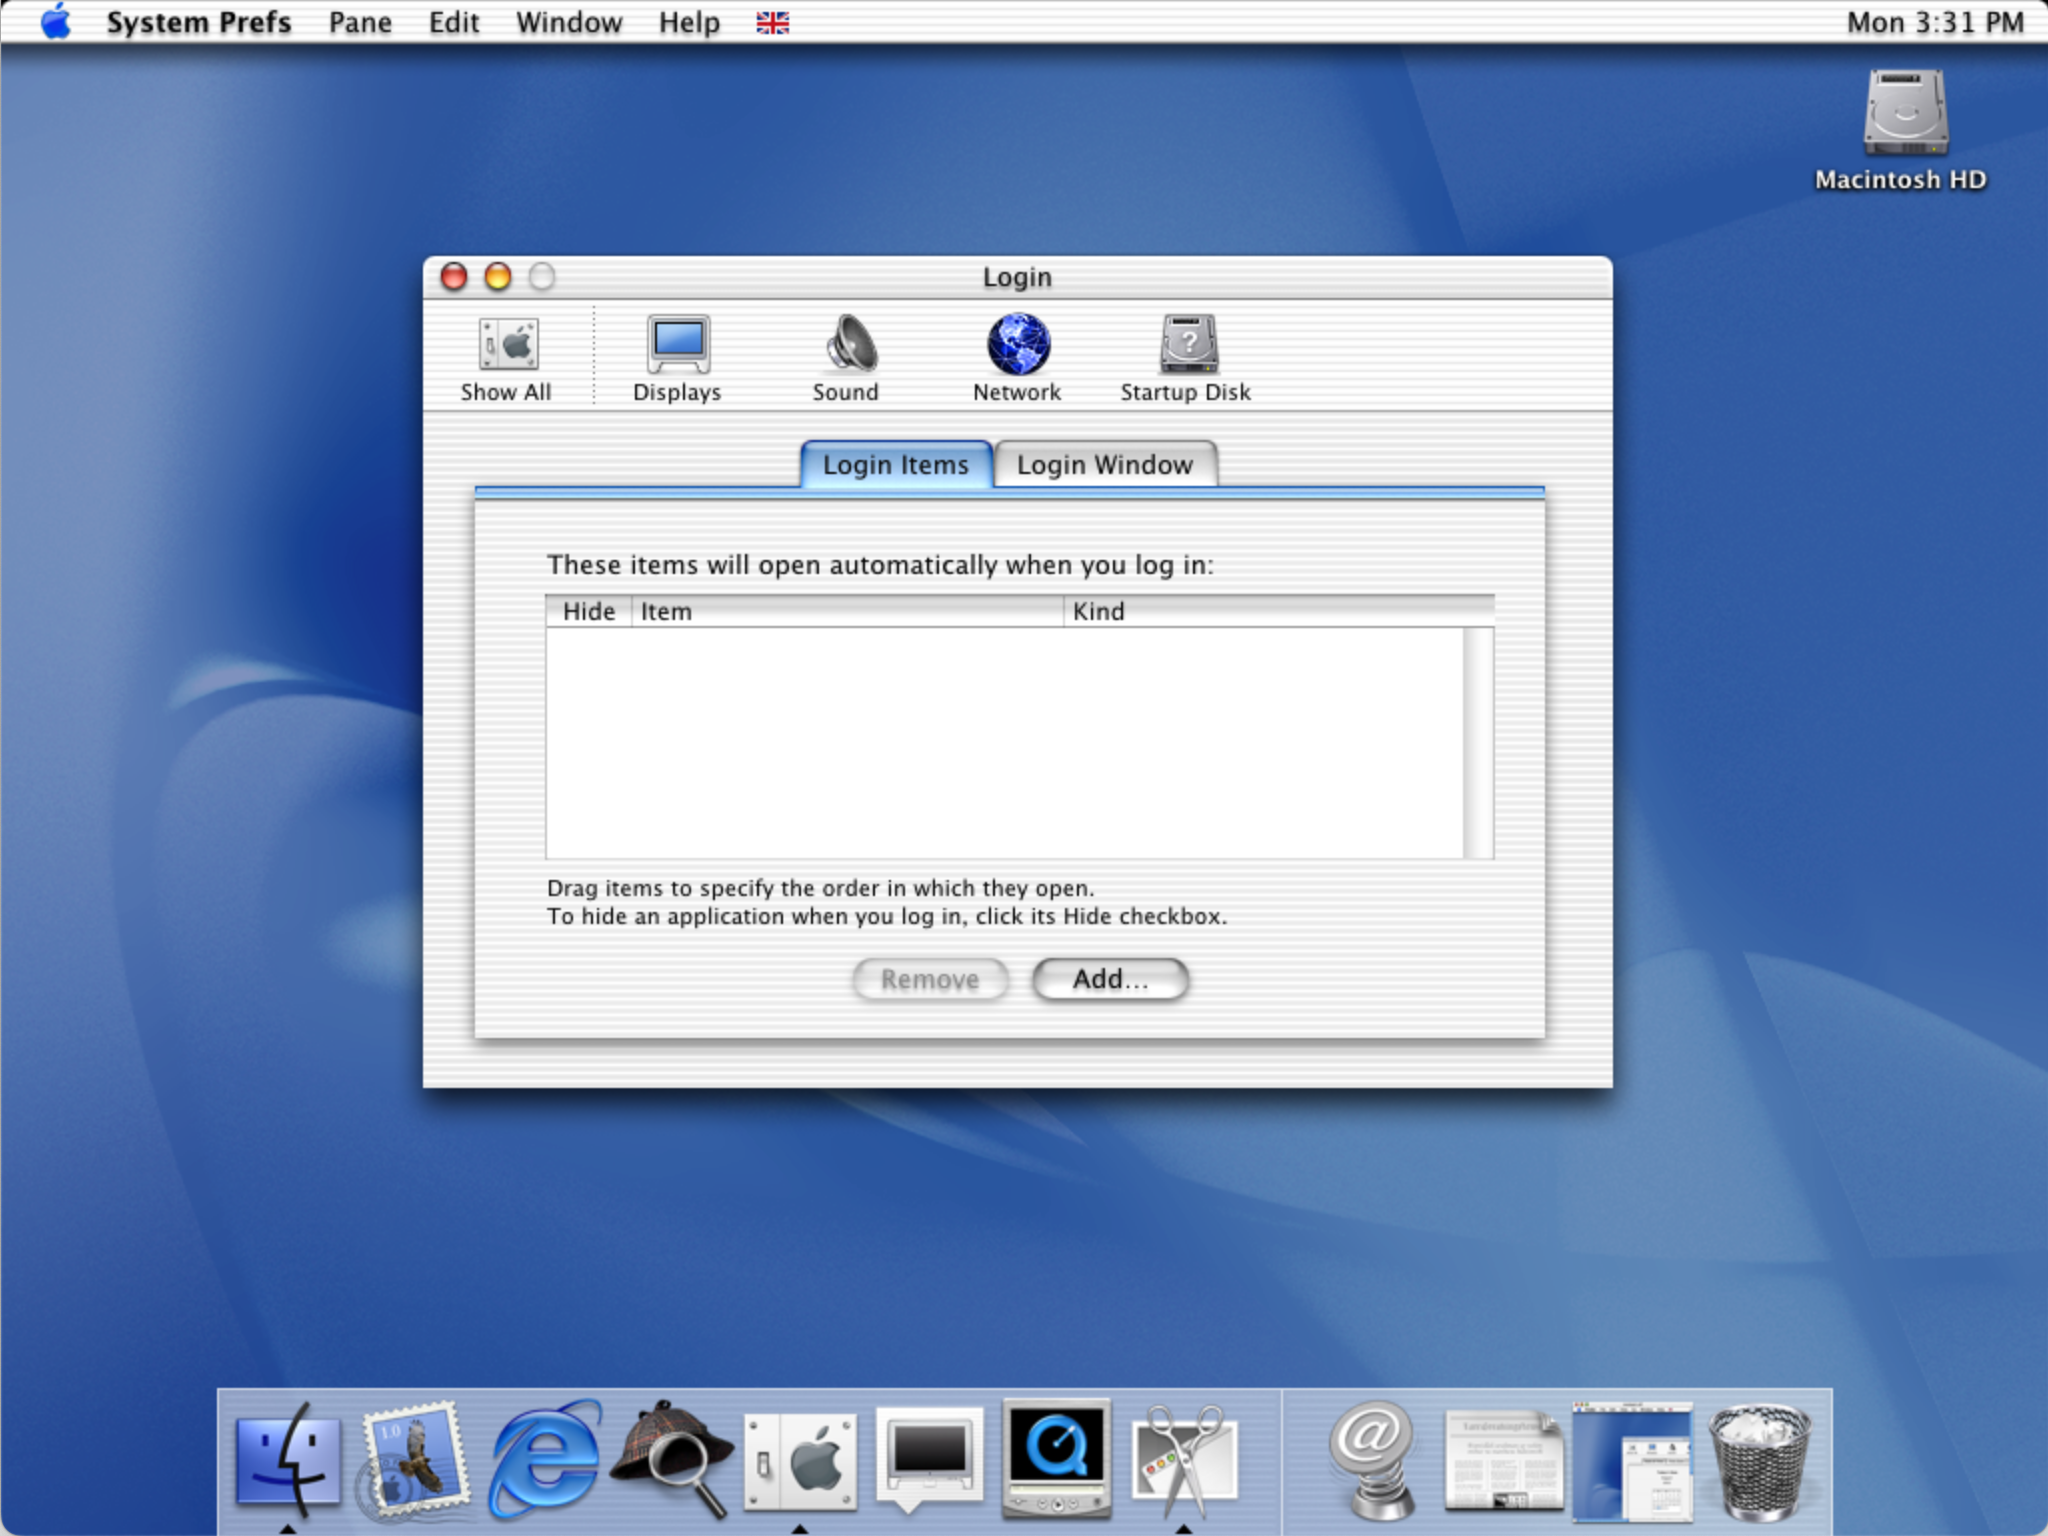 System Prefs Pane Edit Window Help Mon 3:31 PM
Macintosh HD
Login
Show All Displays Sound Network Startup Disk
Login Items Login Window
These items will open automatically when you log in:
Hide Item Kind
Drag items to specify the order in which they open.
To hide an application when you log in, click its Hide checkbox.
Remove Add...
1.0
@